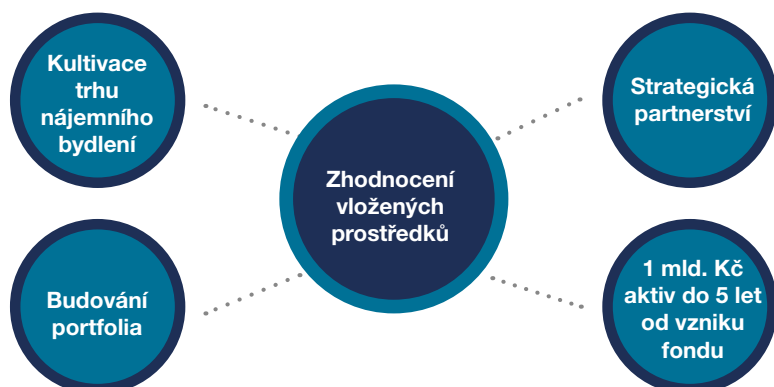 Kultivace
trhu
nájemního
bydlení
Strategická
partnerství
Zhodnocení
vložených
prostředků
Budování
portfolia
1 mld. Kč
aktiv do 5 let
od vzniku
fondu